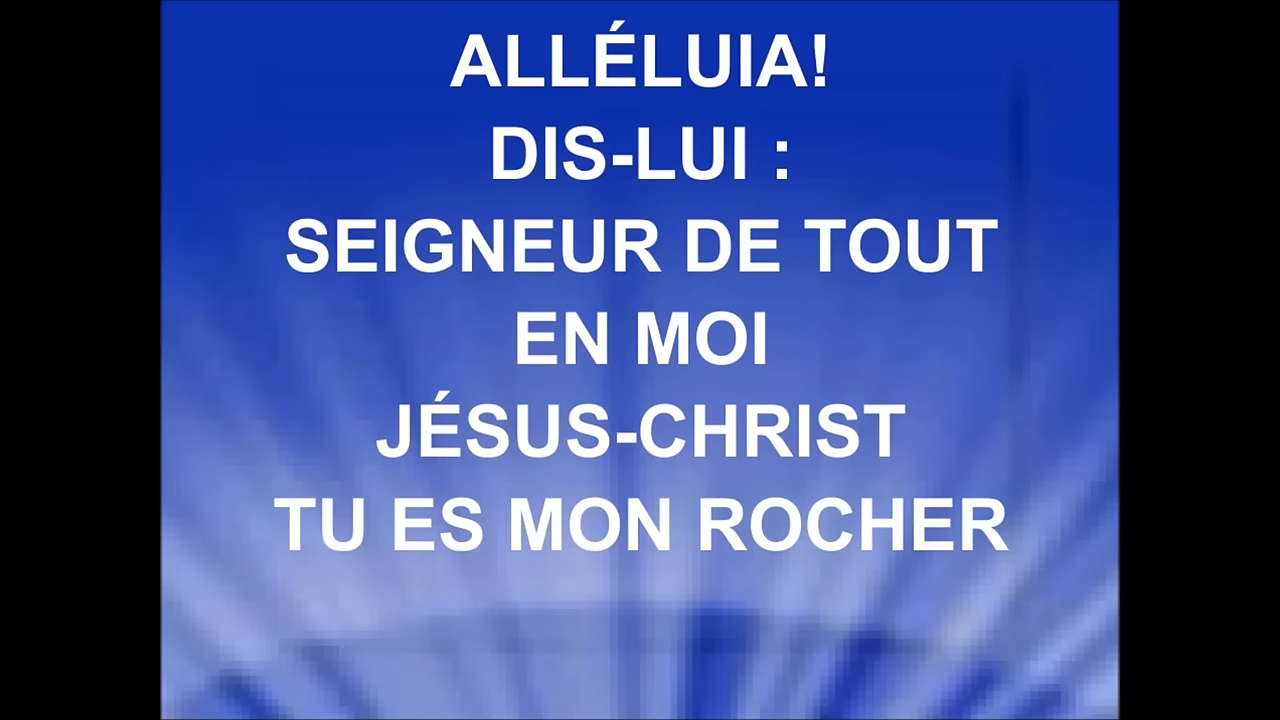 ALLÉLUIA!
DIS-LUI :
SEIGNEUR DE TOUT
EN MOI
JÉSUS-CHRIST
TU ES MON ROCHER